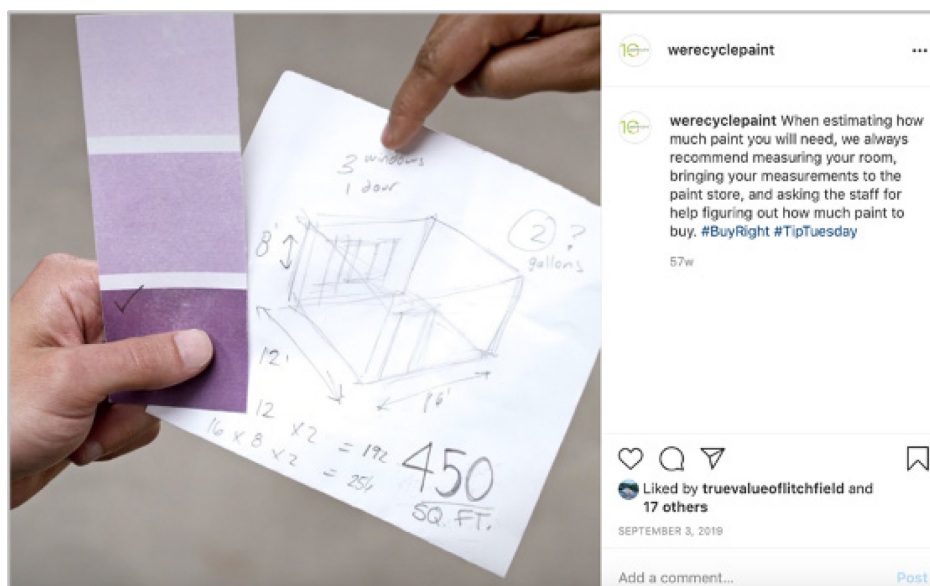 3 windows
1 door
8'
2 ?
gallons
12'
16'
12 x 2 = 192
16 x 8 x 2 = 256
450
SQ. FT.
werecyclepaint
werecyclepaint When estimating how
much paint you will need, we always
recommend measuring your room,
bringing your measurements to the
paint store, and asking the staff for
help figuring out how much paint to
buy. #BuyRight #TipTuesday
57w
Liked by truevalueoflitchfield and
17 others
SEPTEMBER 3, 2019
Add a comment...
Post